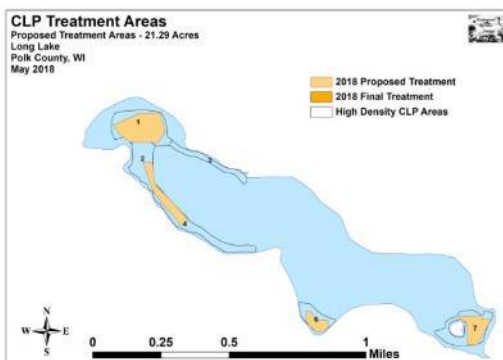 CLP Treatment Areas
Proposed Treatment Areas - 21.29 Acres
Long Lake
Polk County, WI
May 2018
2018 Proposed Treatment
2018 Final Treatment
High Density CLP Areas
1
2
3
4
6
7
N
W E
S
0 0.25 0.5 1
Miles